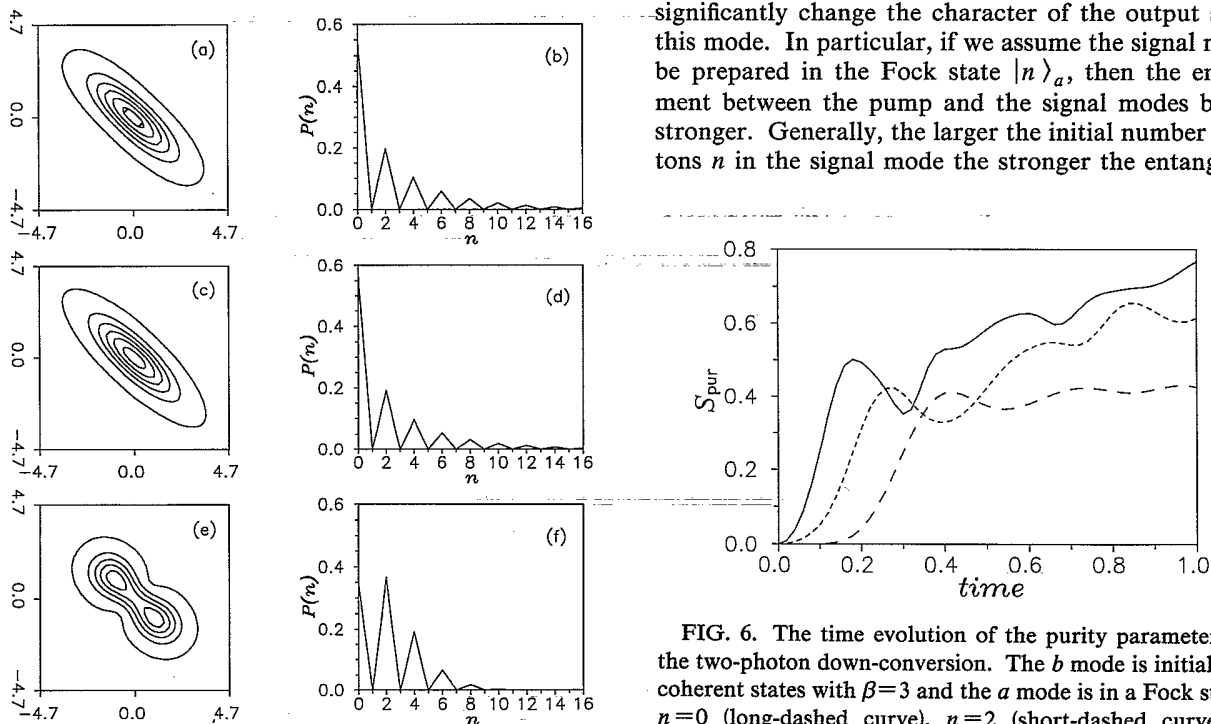 4.7
0.0
−4.7
(a)
−4.7 0.0 4.7
P(n)
0.6
0.4
0.2
0.0
(b)
0 2 4 6 8 10 12 14 16
n
4.7
0.0
−4.7
(c)
−4.7 0.0 4.7
P(n)
0.6
0.4
0.2
0.0
(d)
0 2 4 6 8 10 12 14 16
n
4.7
0.0
−4.7
(e)
−4.7 0.0 4.7
P(n)
0.6
0.4
0.2
0.0
(f)
0 2 4 6 8 10 12 14 16
n
significantly change the character of the output
this mode. In particular, if we assume the signal
be prepared in the Fock state |n⟩a, then the en
ment between the pump and the signal modes b
stronger. Generally, the larger the initial number
tons n in the signal mode the stronger the entang
0.8
0.6
0.4
0.2
0.0
Spur
0.0 0.2 0.4 0.6 0.8 1.0
time
FIG. 6. The time evolution of the purity parameter
the two-photon down-conversion. The b mode is initial
coherent states with β=3 and the a mode is in a Fock st
n=0 (long-dashed curve), n=2 (short-dashed curve